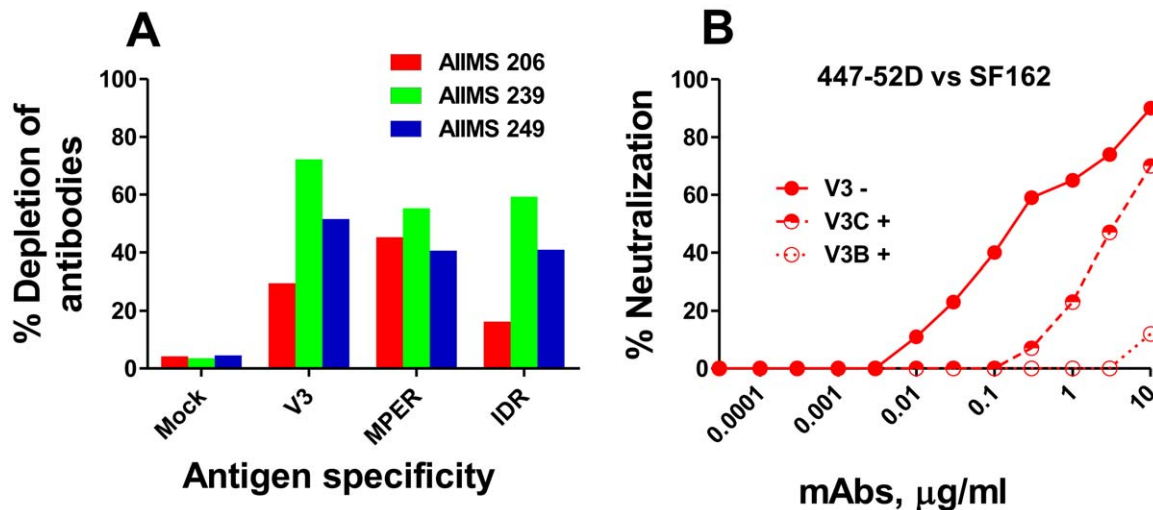 A
AIIMS 206
AIIMS 239
AIIMS 249
% Depletion of
antibodies
100
80
60
40
20
0
Mock
V3
MPER
IDR
Antigen specificity
B
447-52D vs SF162
V3 -
V3C +
V3B +
% Neutralization
100
80
60
40
20
0
0.0001
0.001
0.01
0.1
1
10
mAbs, μg/ml